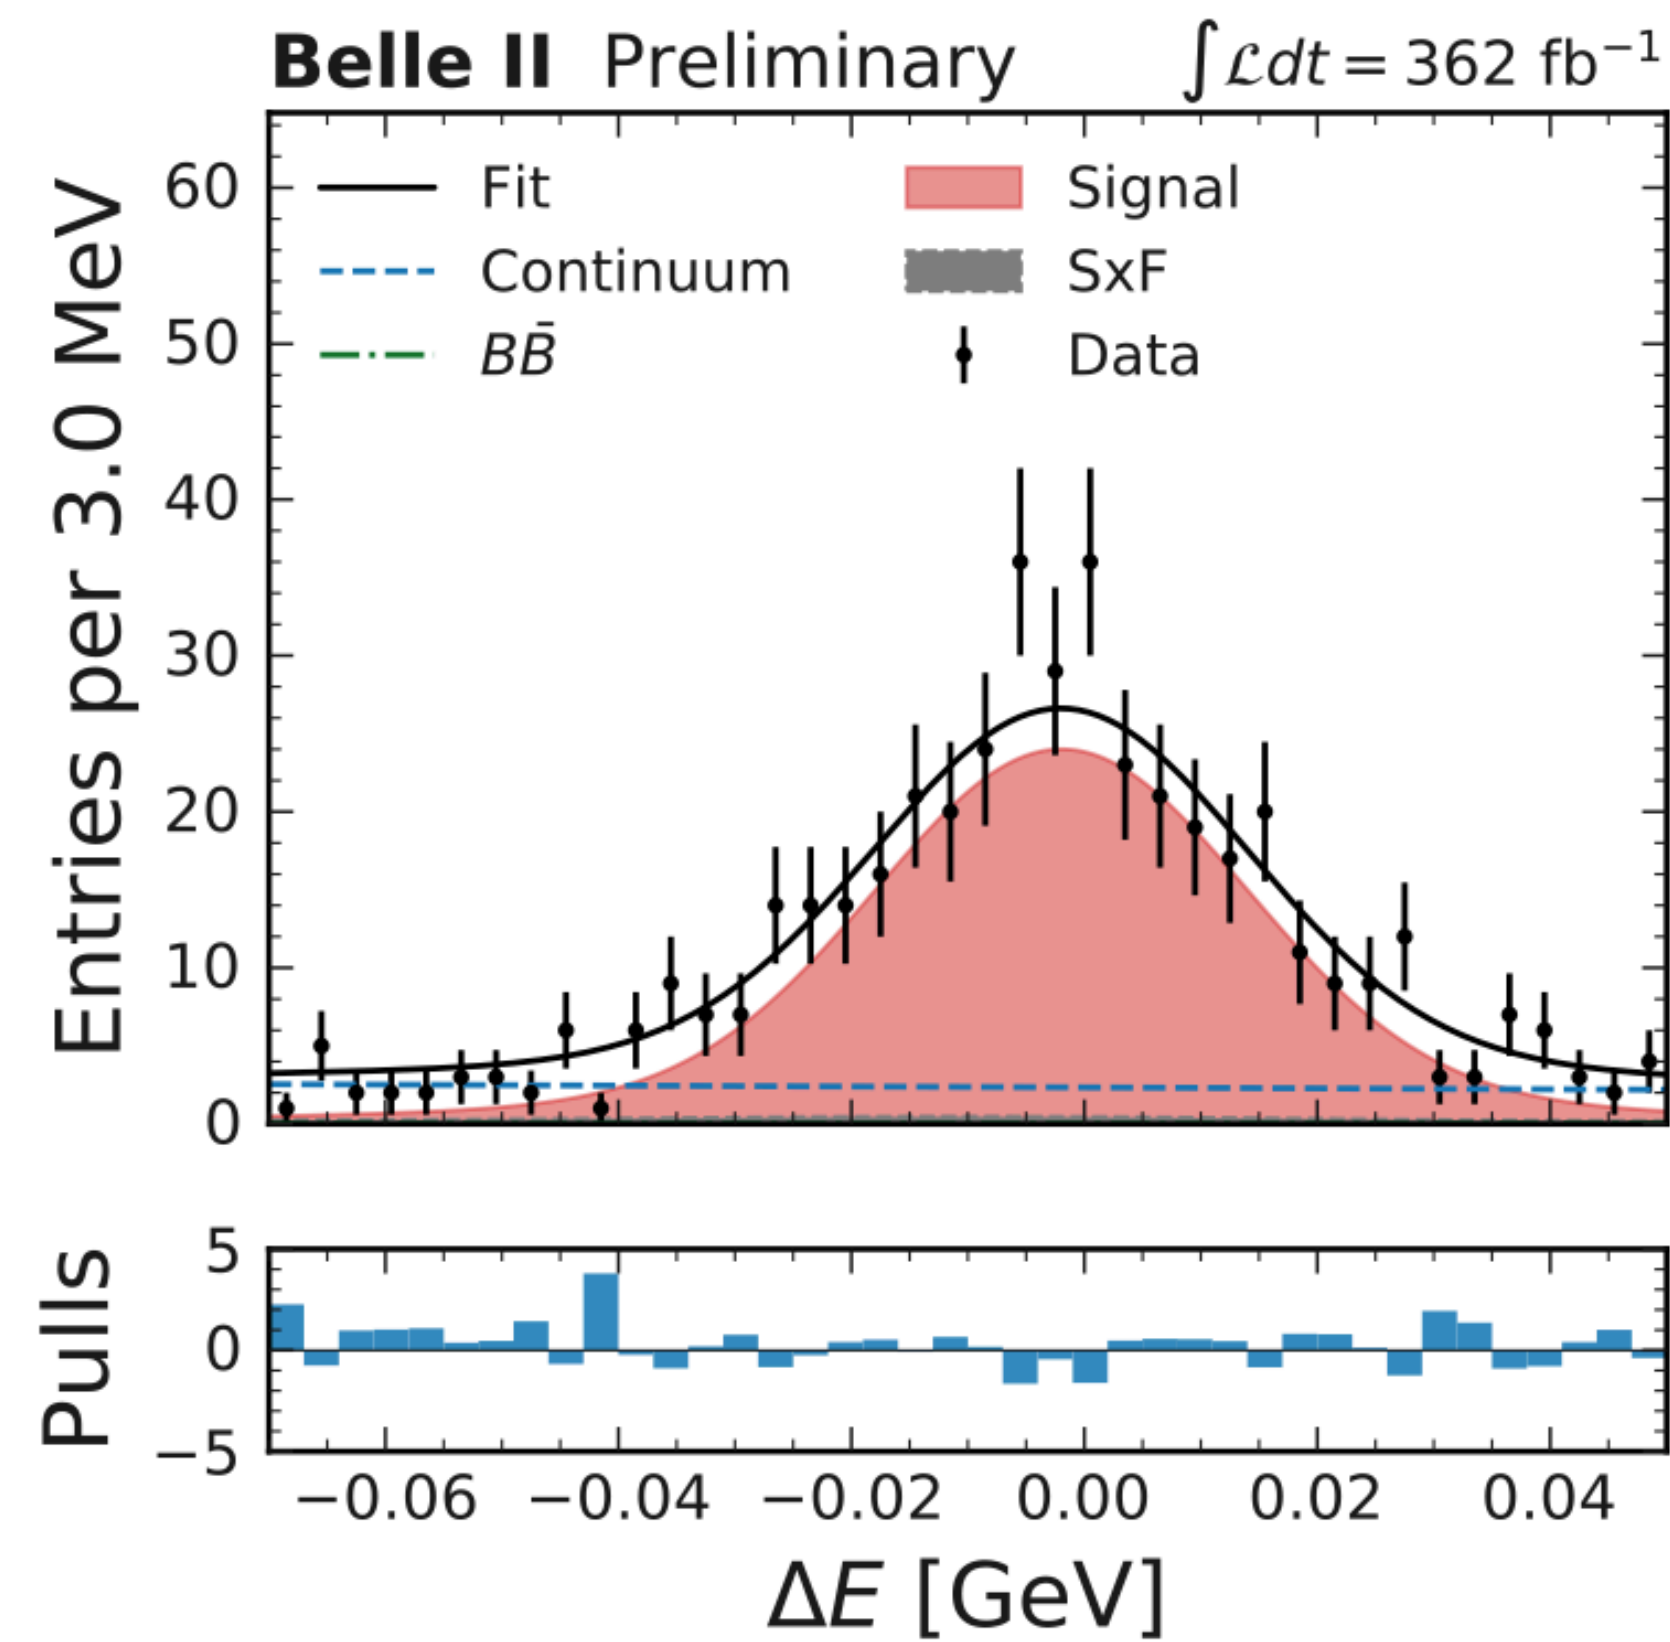 Belle II Preliminary ∫ℒdt = 362 fb⁻¹
Entries per 3.0 MeV
60
50
40
30
20
10
0
Fit
Continuum
BB̄
Signal
SxF
Data
Pulls
5
0
−5
−0.06 −0.04 −0.02 0.00 0.02 0.04
ΔE [GeV]